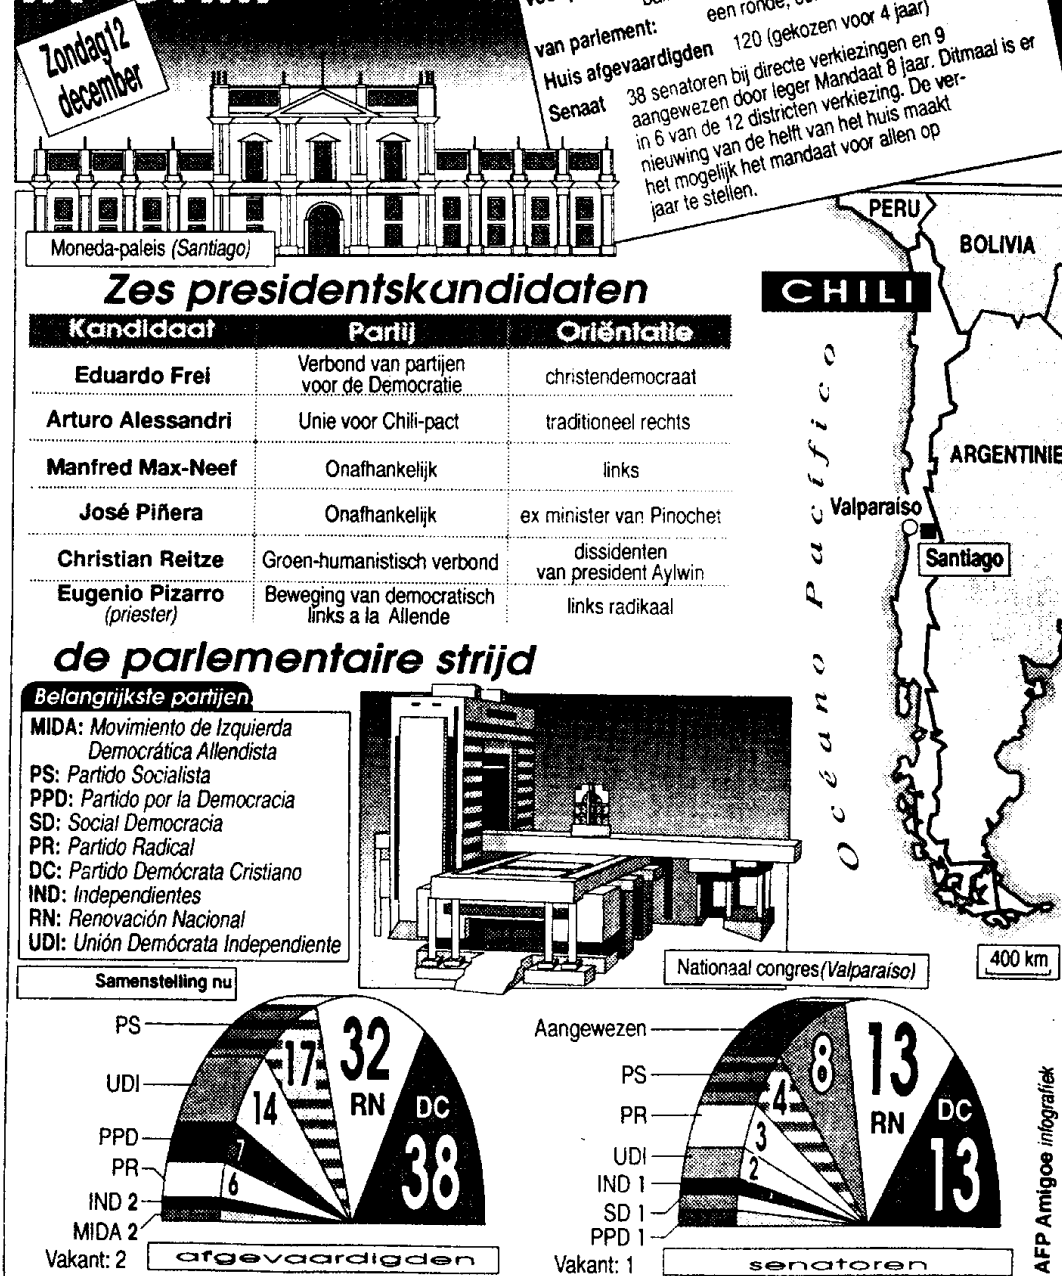 Zondag 12
december
van parlement:
een ronde,
Huis afgevaardigden 120 (gekozen voor 4 jaar)
Senaat 38 senatoren bij directe verkiezingen en 9
aangewezen door leger Mandaat 8 jaar. Ditmaal is er
in 6 van de 12 districten verkiezing. De ver-
nieuwing van de helft van het huis maakt
het mogelijk het mandaat voor allen op
jaar te stellen.
Moneda-paleis (Santiago)
Zes presidentskandidaten
Kandidaat Partij Oriëntatie
Eduardo Frei Verbond van partijen voor de Democratie christendemocraat
Arturo Alessandri Unie voor Chili-pact traditioneel rechts
Manfred Max-Neef Onafhankelijk links
José Piñera Onafhankelijk ex minister van Pinochet
Christian Reitze Groen-humanistisch verbond dissidenten van president Aylwin
Eugenio Pizarro (priester) Beweging van democratisch links a la Allende links radikaal
PERU
BOLIVIA
CHILI
ARGENTINIE
Valparaíso
Santiago
Océano Pacífico
400 km
de parlementaire strijd
Belangrijkste partijen
MIDA: Movimiento de Izquierda
Democrática Allendista
PS: Partido Socialista
PPD: Partido por la Democracia
SD: Social Democracia
PR: Partido Radical
DC: Partido Demócrata Cristiano
IND: Independientes
RN: Renovación Nacional
UDI: Unión Demócrata Independiente
Nationaal congres (Valparaíso)
Samenstelling nu
PS
UDI
PPD
PR
IND 2
MIDA 2
Vakant: 2
6
7
14
17
32
RN
DC
38
afgevaardigden
Aangewezen
PS
PR
UDI
IND 1
SD 1
PPD 1
Vakant: 1
2
3
4
8
13
RN
DC
13
senatoren
AFP Amigoe infografiek